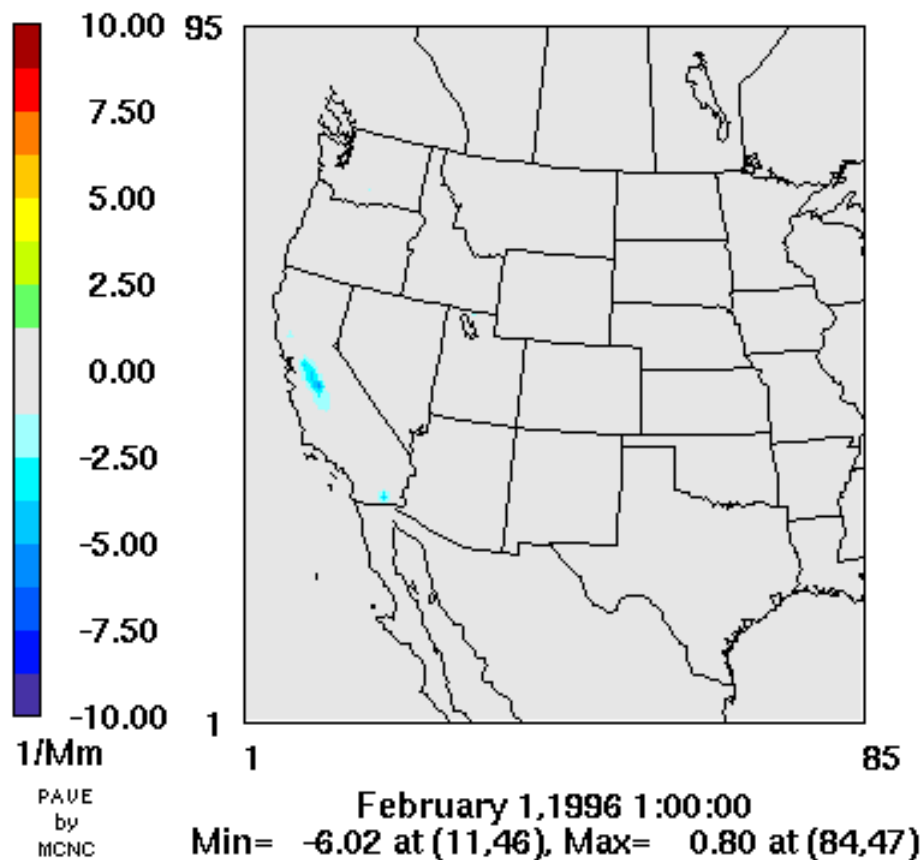 10.00
7.50
5.00
2.50
0.00
-2.50
-5.00
-7.50
-10.00
1/Mm
PAVE
by
MCNC
95
1
1
85
February 1,1996 1:00:00
Min= -6.02 at (11,46), Max= 0.80 at (84,47)